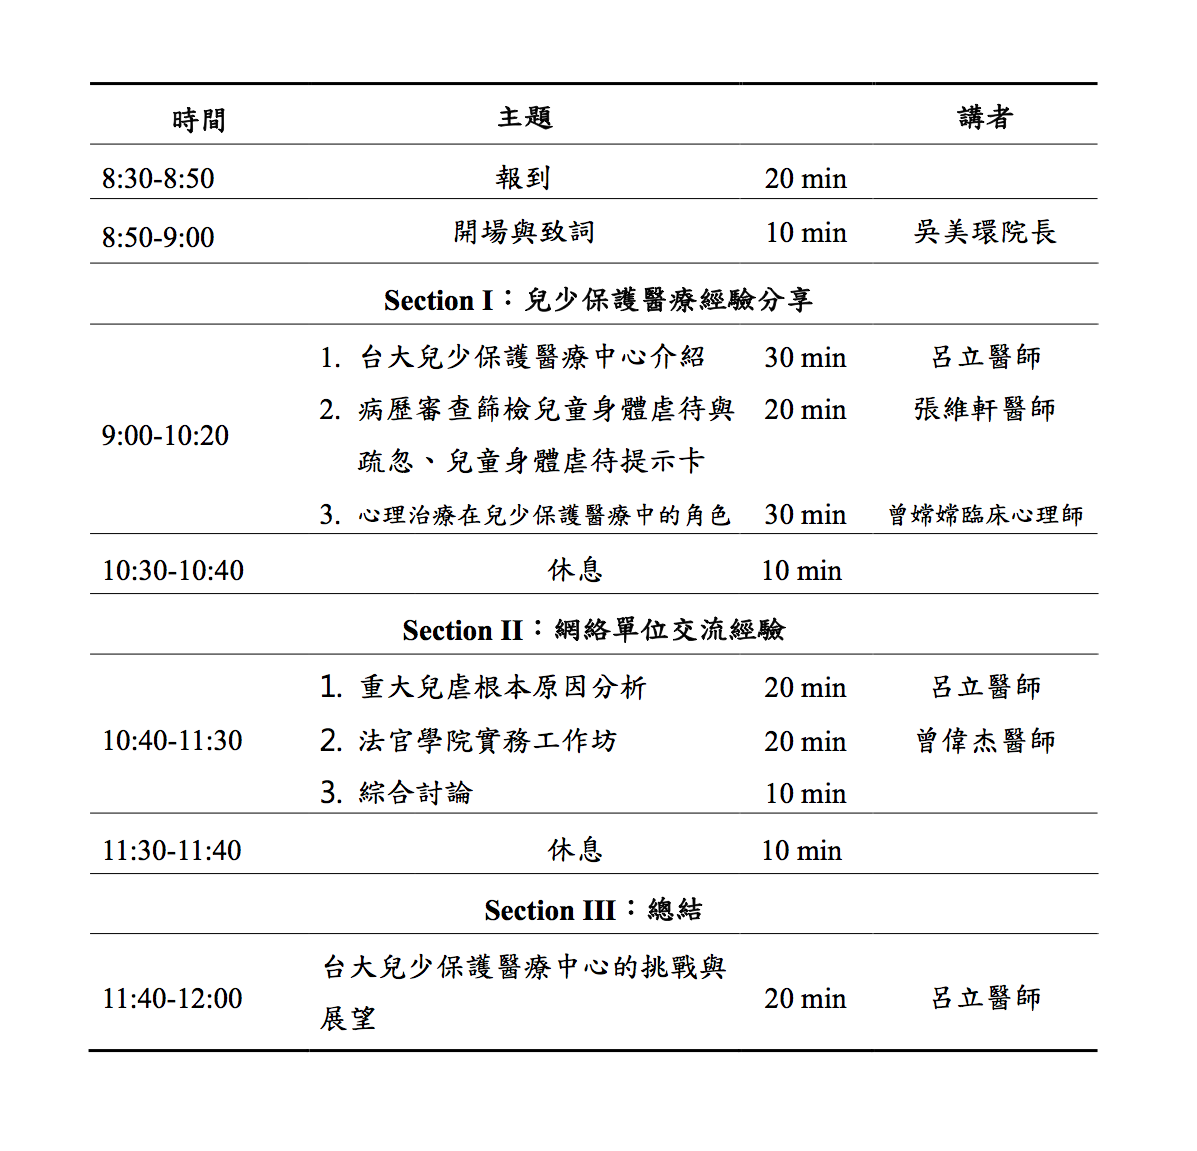 時間 主題 講者
8:30-8:50 報到 20 min
8:50-9:00 開場與致詞 10 min 吳美環院長
Section I：兒少保護醫療經驗分享
9:00-10:20
1. 台大兒少保護醫療中心介紹 30 min 呂立醫師
2. 病歷審查篩檢兒童身體虐待與 20 min 張維軒醫師
疏忽、兒童身體虐待提示卡
3. 心理治療在兒少保護醫療中的角色 30 min 曾嫦嫦臨床心理師
10:30-10:40 休息 10 min
Section II：網絡單位交流經驗
10:40-11:30
1. 重大兒虐根本原因分析 20 min 呂立醫師
2. 法官學院實務工作坊 20 min 曾偉杰醫師
3. 綜合討論 10 min
11:30-11:40 休息 10 min
Section III：總結
11:40-12:00
台大兒少保護醫療中心的挑戰與
展望 20 min 呂立醫師